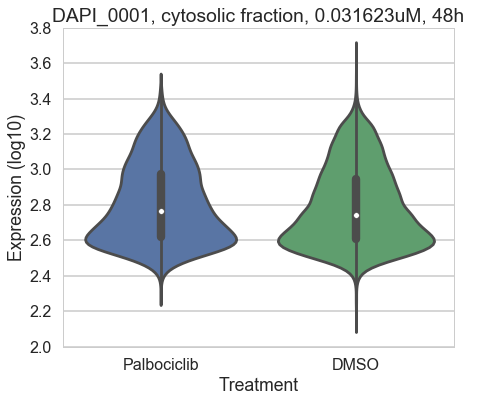 DAPI_0001, cytosolic fraction, 0.031623uM, 48h
3.8
3.6
3.4
3.2
3.0
2.8
2.6
2.4
2.2
2.0
Expression (log10)
Palbociclib DMSO
Treatment